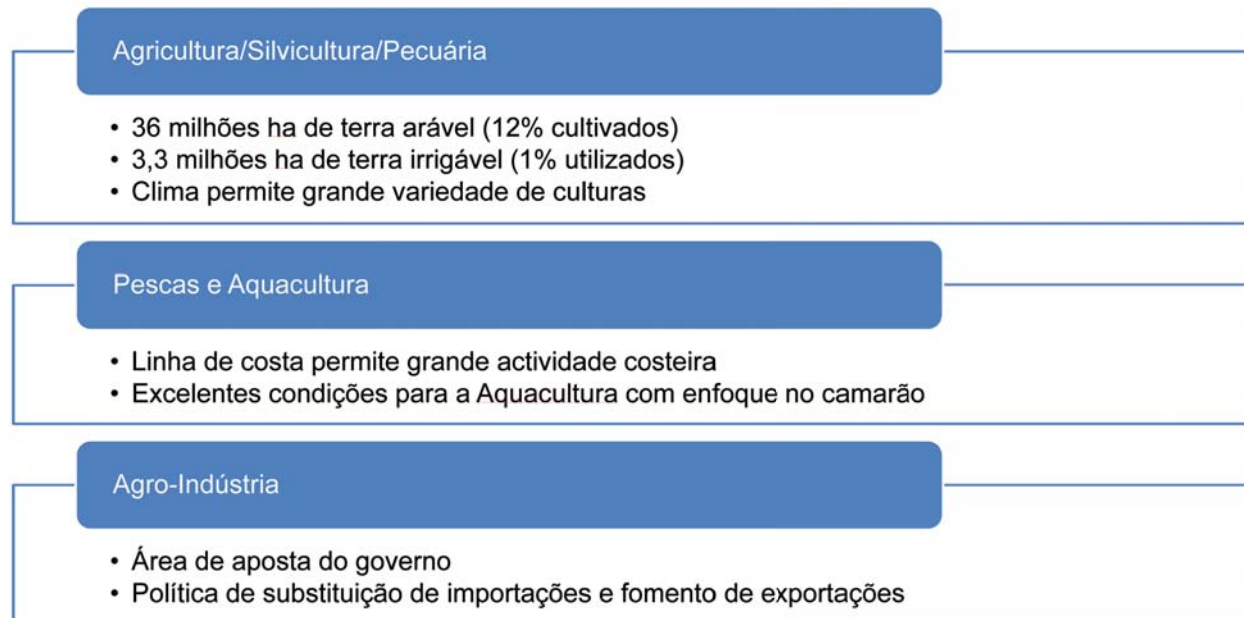 Agricultura/Silvicultura/Pecuária
• 36 milhões ha de terra arável (12% cultivados)
• 3,3 milhões ha de terra irrigável (1% utilizados)
• Clima permite grande variedade de culturas
Pescas e Aquacultura
• Linha de costa permite grande actividade costeira
• Excelentes condições para a Aquacultura com enfoque no camarão
Agro-Indústria
• Área de aposta do governo
• Política de substituição de importações e fomento de exportações